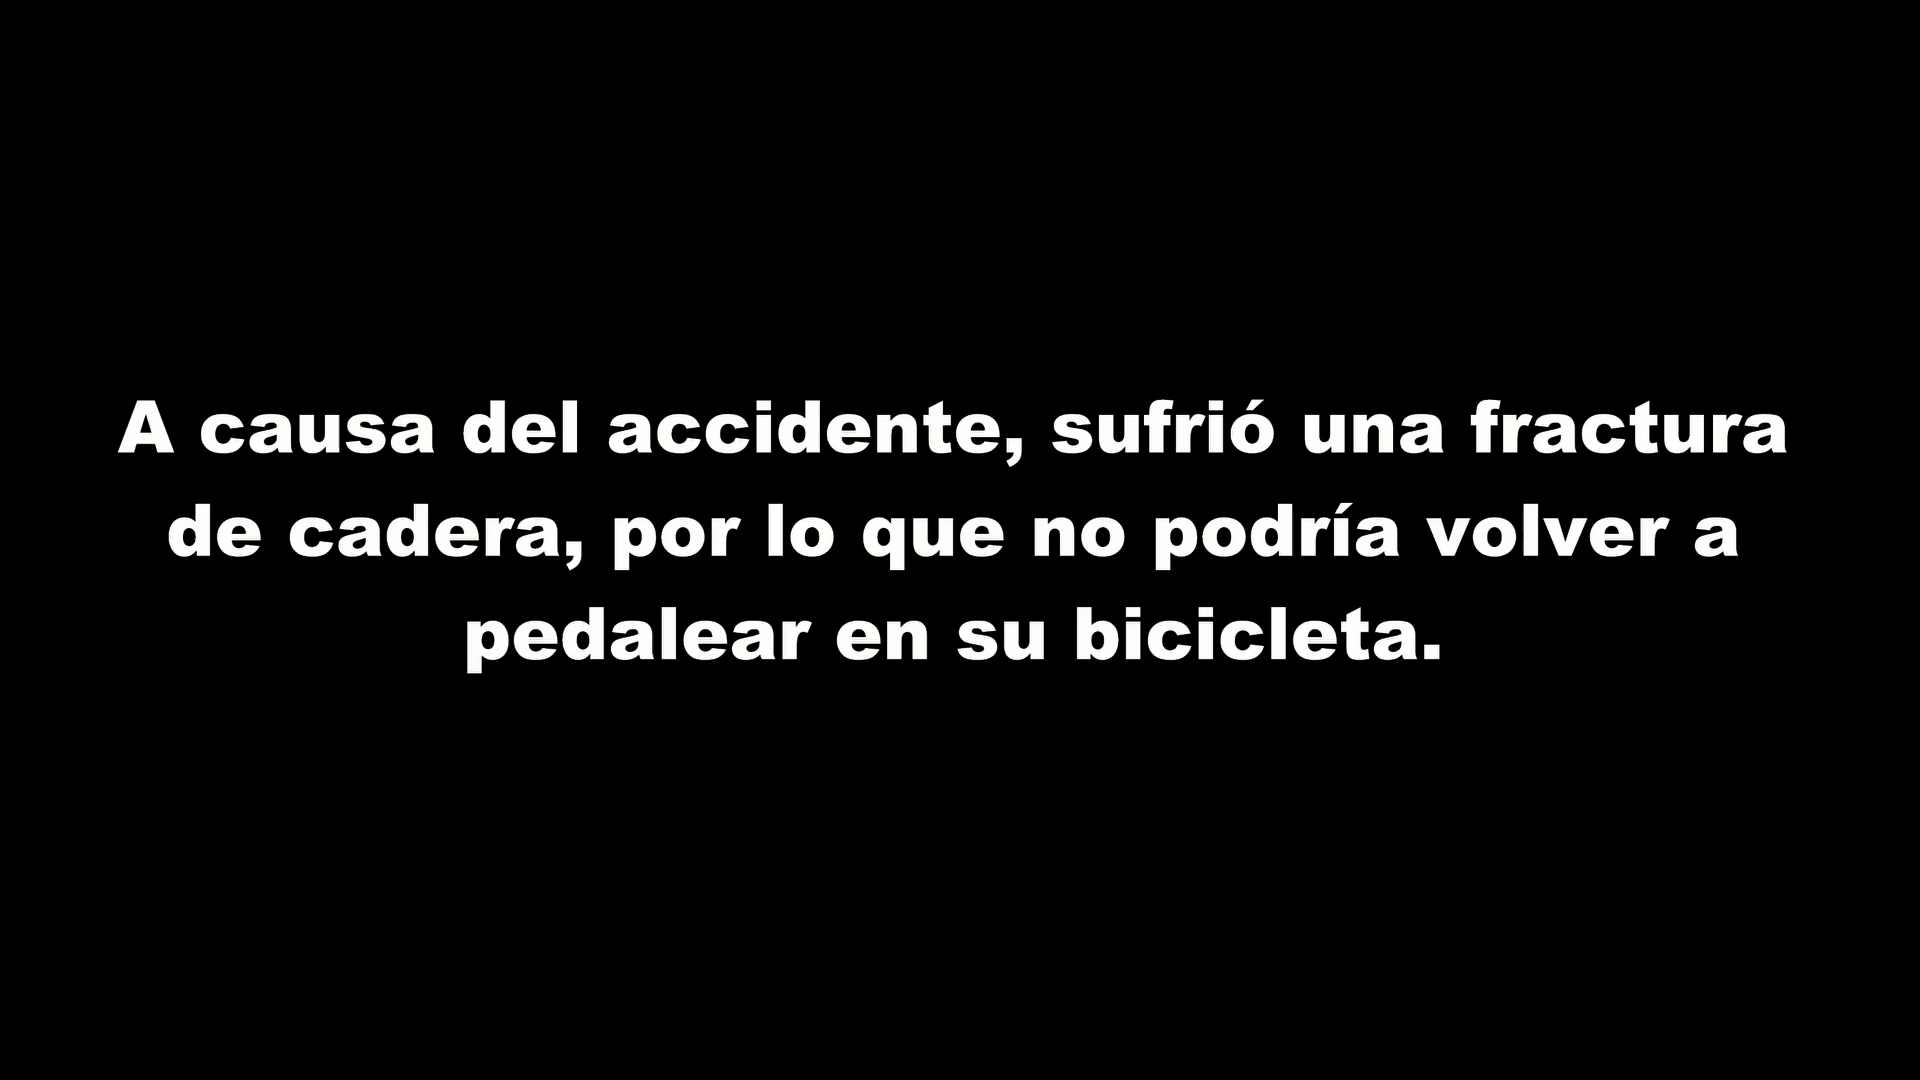 A causa del accidente, sufrió una fractura
de cadera, por lo que no podría volver a
pedalear en su bicicleta.